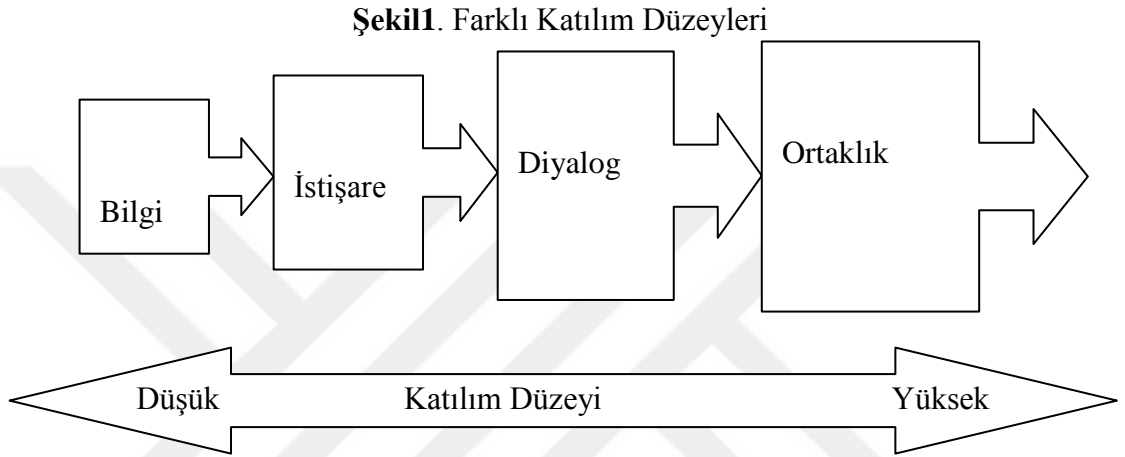 Şekil1. Farklı Katılım Düzeyleri
Bilgi
İstişare
Diyalog
Ortaklık
Düşük Katılım Düzeyi Yüksek